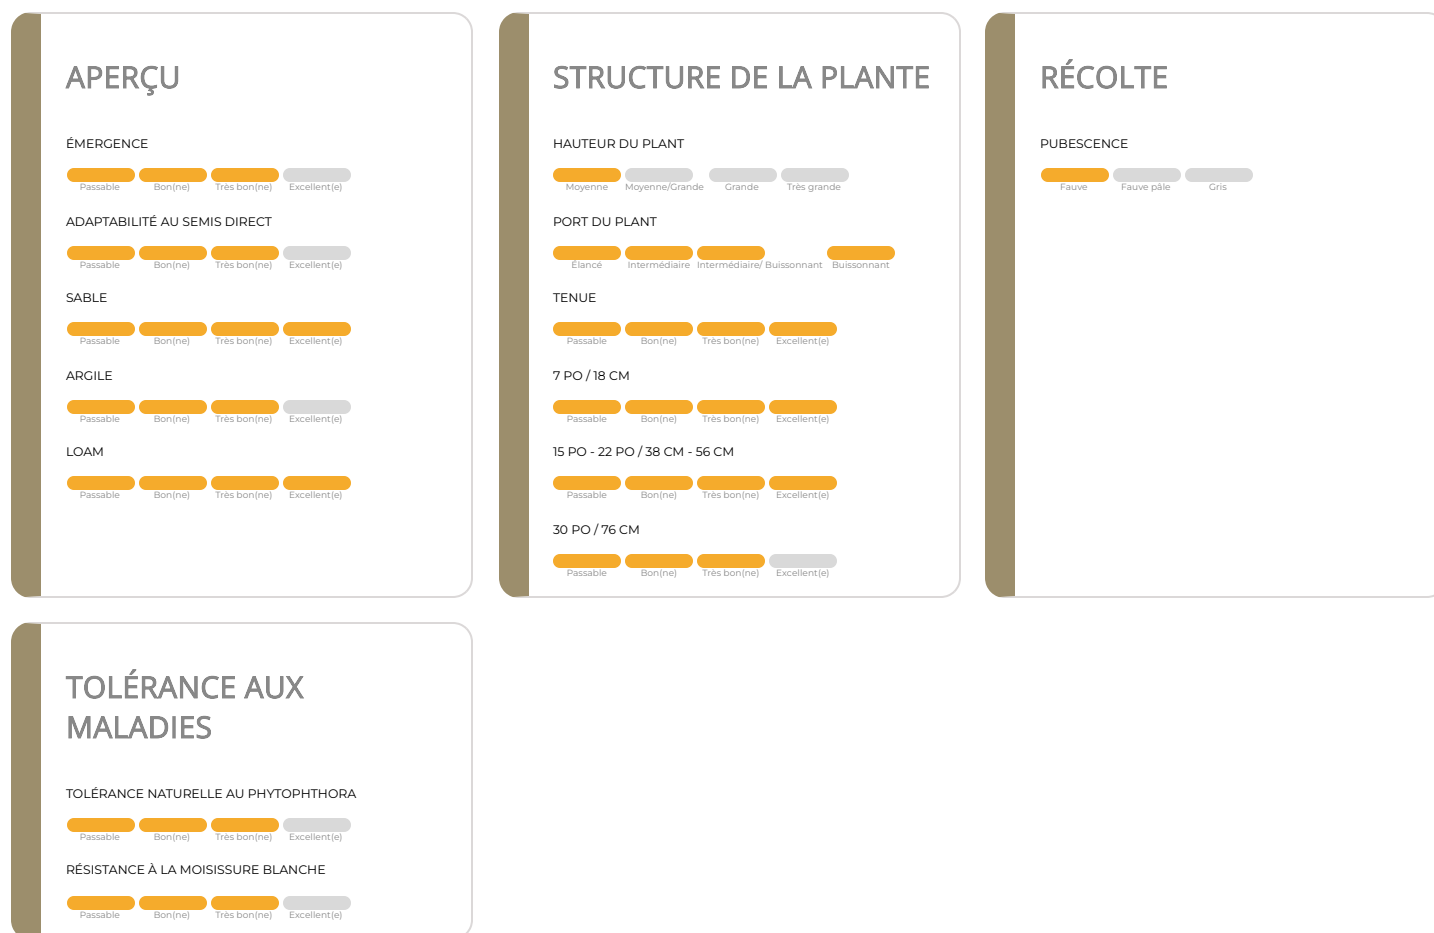 APERÇU
ÉMERGENCE
Passable Bon(ne) Très bon(ne) Excellent(e)
ADAPTABILITÉ AU SEMIS DIRECT
Passable Bon(ne) Très bon(ne) Excellent(e)
SABLE
Passable Bon(ne) Très bon(ne) Excellent(e)
ARGILE
Passable Bon(ne) Très bon(ne) Excellent(e)
LOAM
Passable Bon(ne) Très bon(ne) Excellent(e)
STRUCTURE DE LA PLANTE
HAUTEUR DU PLANT
Moyenne Moyenne/Grande Grande Très grande
PORT DU PLANT
Élancé Intermédiaire Intermédiaire/ Buissonnant Buissonnant
TENUE
Passable Bon(ne) Très bon(ne) Excellent(e)
7 PO / 18 CM
Passable Bon(ne) Très bon(ne) Excellent(e)
15 PO - 22 PO / 38 CM - 56 CM
Passable Bon(ne) Très bon(ne) Excellent(e)
30 PO / 76 CM
Passable Bon(ne) Très bon(ne) Excellent(e)
RÉCOLTE
PUBESCENCE
Fauve Fauve pâle Gris
TOLÉRANCE AUX
MALADIES
TOLÉRANCE NATURELLE AU PHYTOPHTHORA
Passable Bon(ne) Très bon(ne) Excellent(e)
RÉSISTANCE À LA MOISISSURE BLANCHE
Passable Bon(ne) Très bon(ne) Excellent(e)